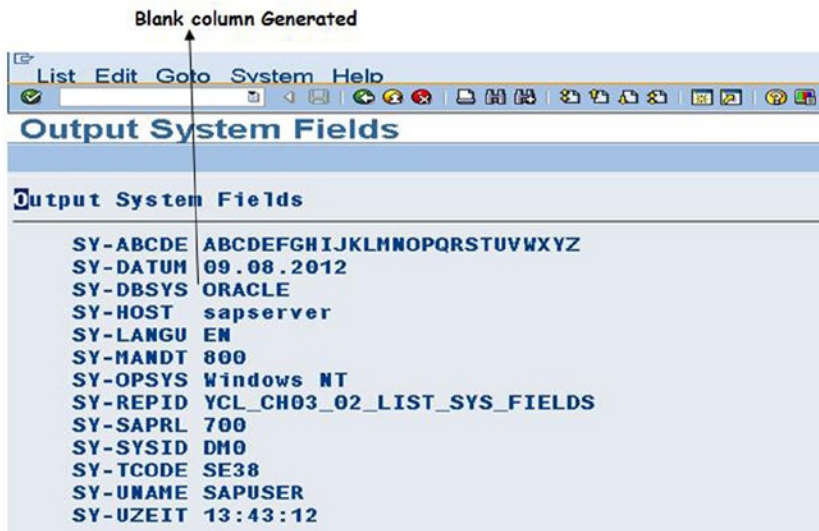 Blank column Generated
List Edit Goto System Help
Output System Fields
Output System Fields
SY-ABCDE ABCDEFGHIJKLMNOPQRSTUVWXYZ
SY-DATUM 09.08.2012
SY-DBSYS ORACLE
SY-HOST sapserver
SY-LANGU EN
SY-MANDT 800
SY-OPSYS Windows NT
SY-REPID YCL_CH03_02_LIST_SYS_FIELDS
SY-SAPRL 700
SY-SYSID DM0
SY-TCODE SE38
SY-UNAME SAPUSER
SY-UZEIT 13:43:12